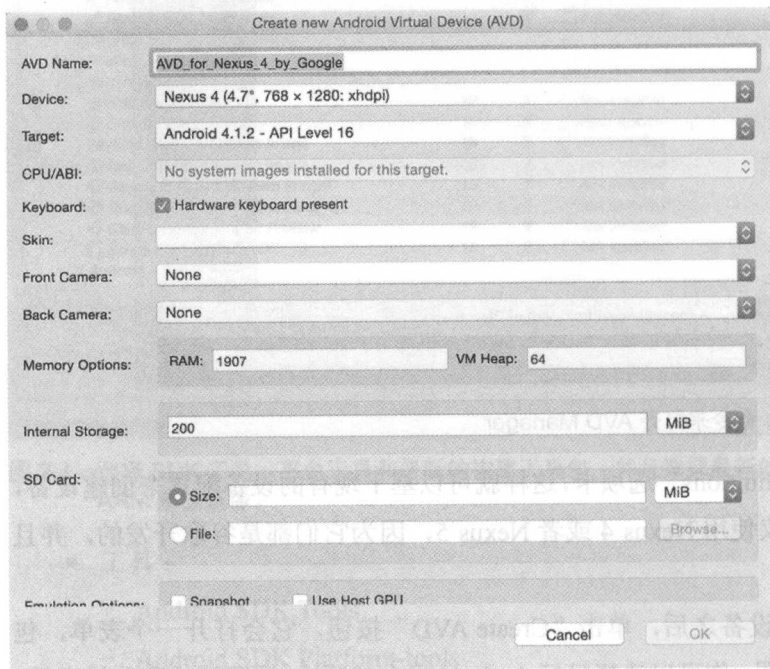 Create new Android Virtual Device (AVD)
AVD Name: AVD_for_Nexus_4_by_Google
Device: Nexus 4 (4.7", 768 × 1280: xhdpi)
Target: Android 4.1.2 - API Level 16
CPU/ABI: No system images installed for this target.
Keyboard: Hardware keyboard present
Skin:
Front Camera: None
Back Camera: None
Memory Options: RAM: 1907 VM Heap: 64
Internal Storage: 200 MiB
SD Card:
Size: MiB
File: Browse...
Emulation Options: Snapshot Use Host GPU
Cancel OK